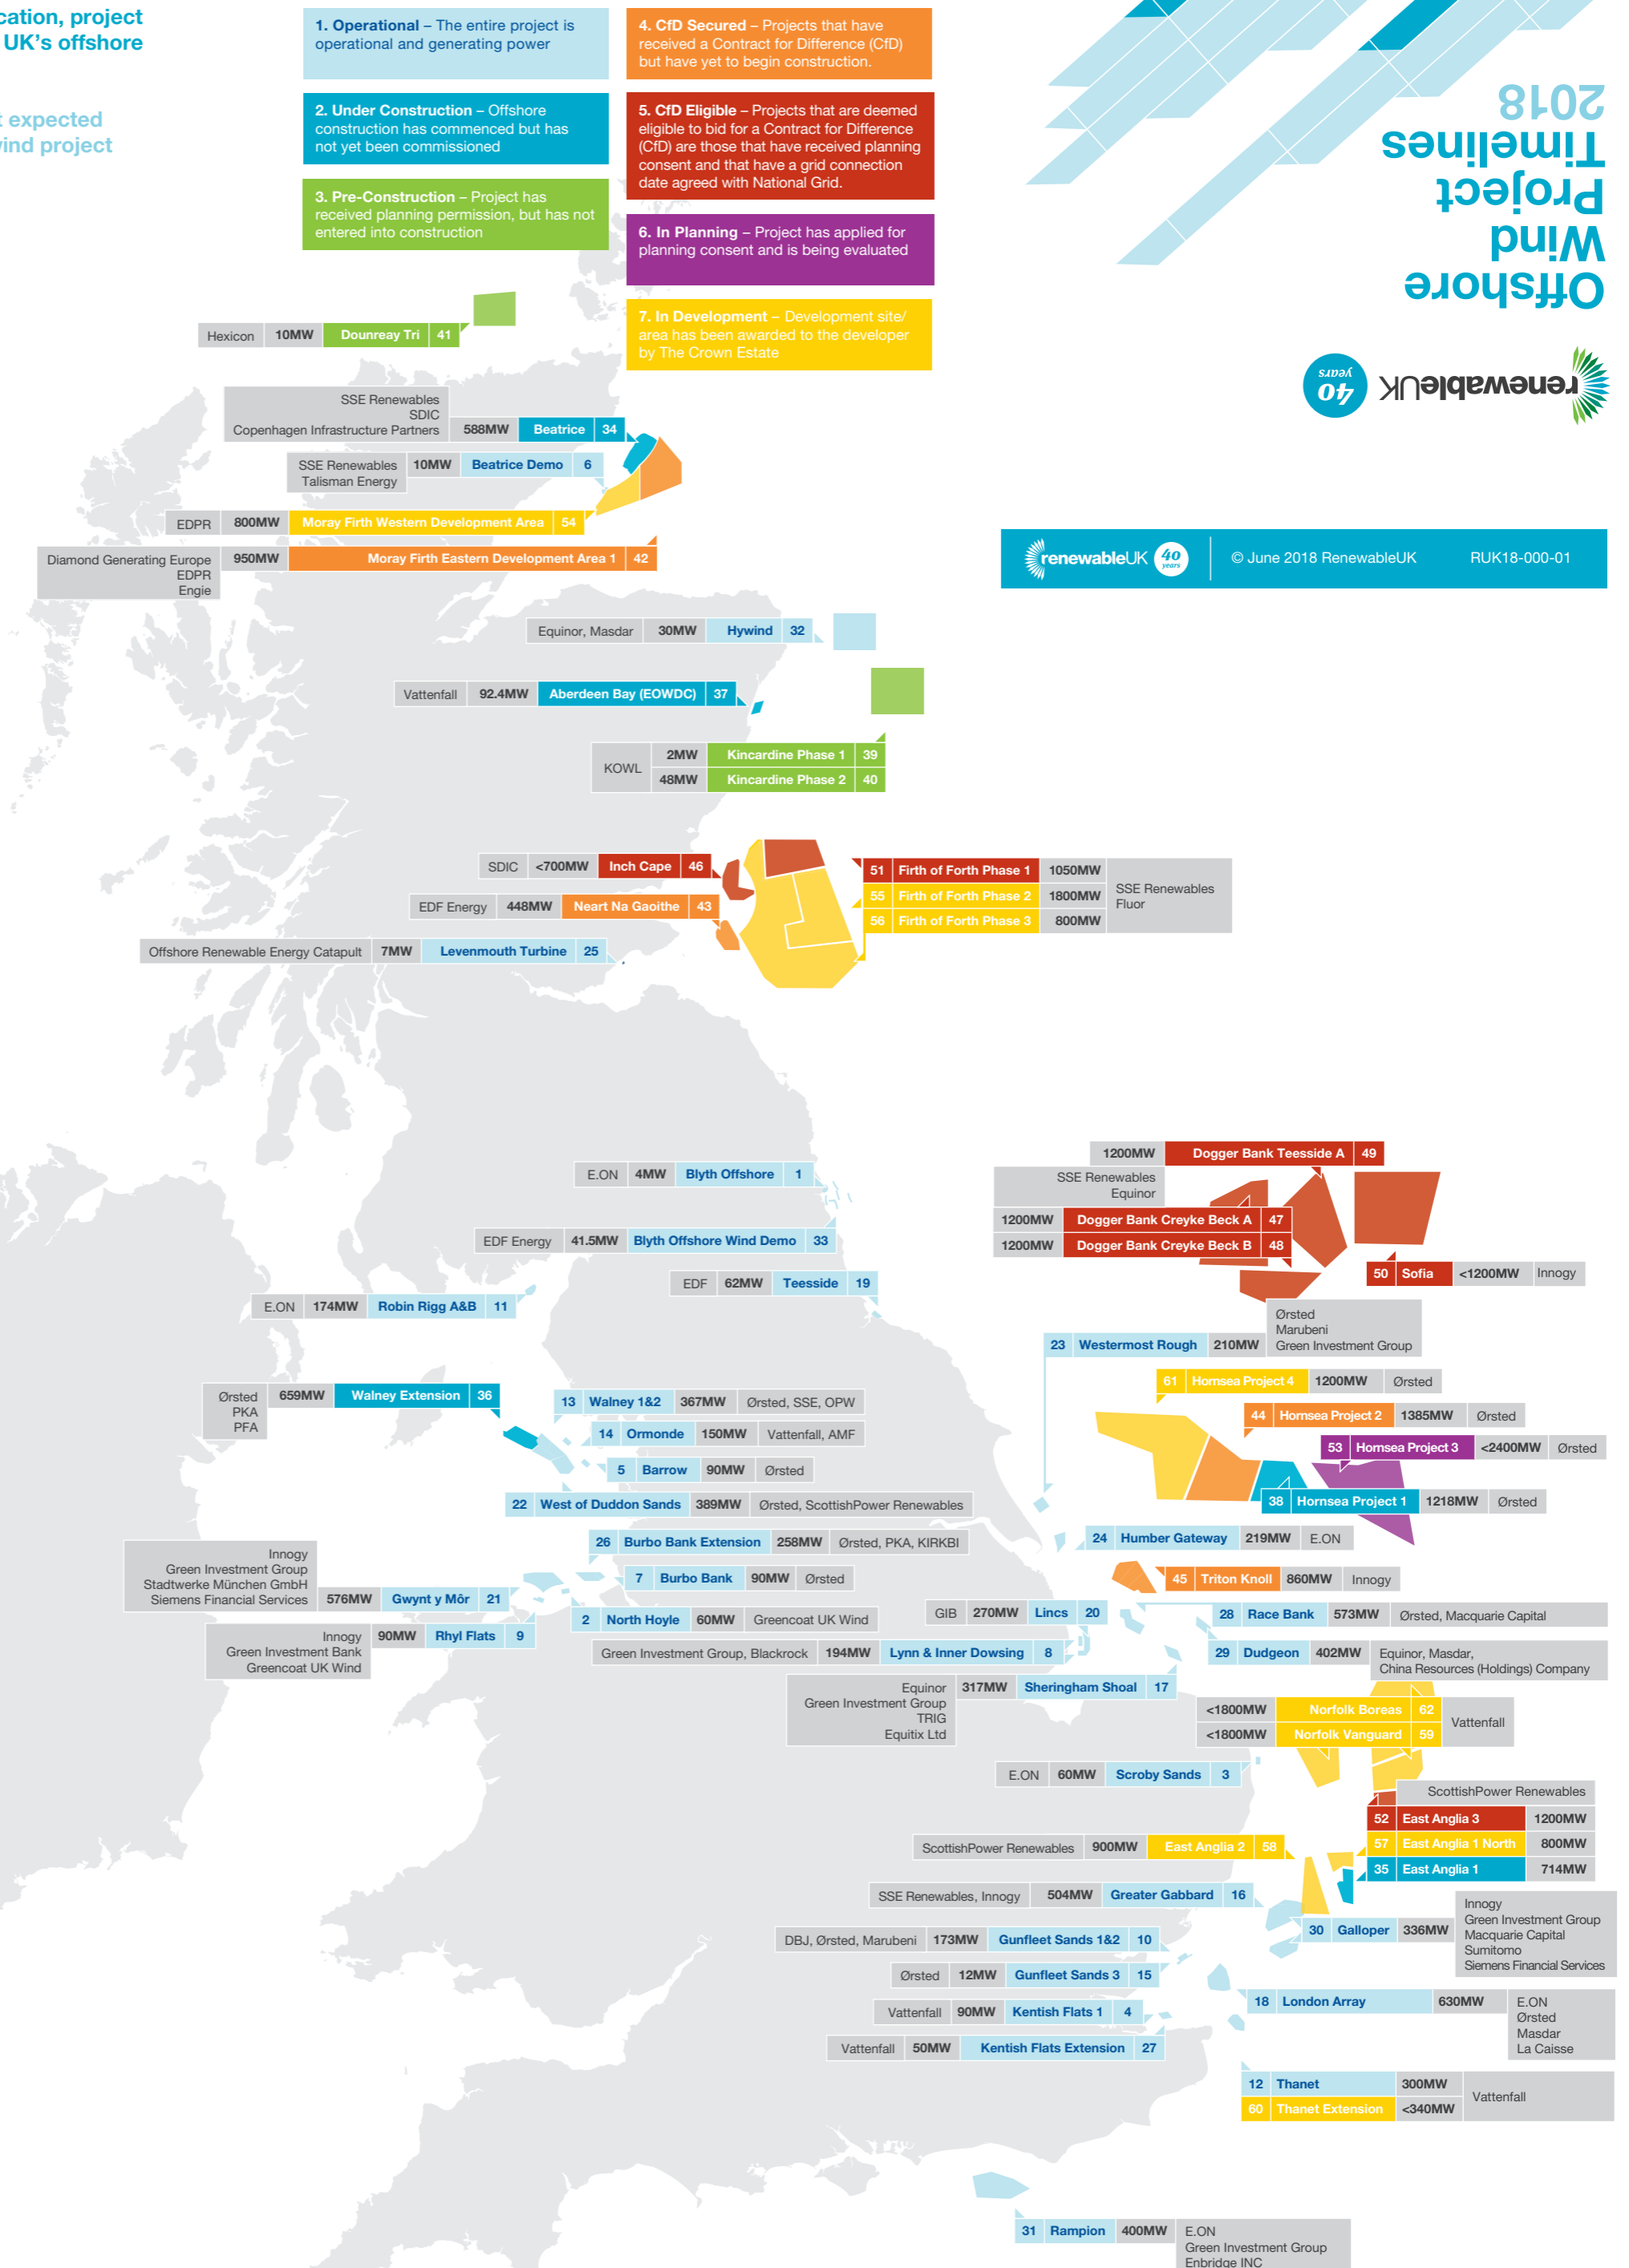 cation, project
UK's offshore
t expected
ind project
1. Operational – The entire project is
operational and generating power
2. Under Construction – Offshore
construction has commenced but has
not yet been commissioned
3. Pre-Construction – Project has
received planning permission, but has not
entered into construction
4. CfD Secured – Projects that have
received a Contract for Difference (CfD)
but have yet to begin construction.
5. CfD Eligible – Projects that are deemed
eligible to bid for a Contract for Difference
(CfD) are those that have received planning
consent and that have a grid connection
date agreed with National Grid.
6. In Planning – Project has applied for
planning consent and is being evaluated
7. In Development – Development site/
area has been awarded to the developer
by The Crown Estate
Offshore
Wind
Project
Timelines
2018
renewableUK
40
years
renewableUK 40 years © June 2018 RenewableUK RUK18-000-01
Hexicon 10MW Dounreay Tri 41
SSE Renewables
SDIC
Copenhagen Infrastructure Partners 588MW Beatrice 34
SSE Renewables 10MW Beatrice Demo 6
Talisman Energy
EDPR 800MW Moray Firth Western Development Area 54
Diamond Generating Europe 950MW Moray Firth Eastern Development Area 1 42
EDPR
Engie
Equinor, Masdar 30MW Hywind 32
Vattenfall 92.4MW Aberdeen Bay (EOWDC) 37
KOWL
2MW Kincardine Phase 1 39
48MW Kincardine Phase 2 40
SDIC <700MW Inch Cape 46
EDF Energy 448MW Neart Na Gaoithe 43
Offshore Renewable Energy Catapult 7MW Levenmouth Turbine 25
51 Firth of Forth Phase 1 1050MW
55 Firth of Forth Phase 2 1800MW
56 Firth of Forth Phase 3 800MW
SSE Renewables
Fluor
E.ON 4MW Blyth Offshore 1
EDF Energy 41.5MW Blyth Offshore Wind Demo 33
EDF 62MW Teesside 19
E.ON 174MW Robin Rigg A&B 11
1200MW Dogger Bank Teesside A 49
SSE Renewables
Equinor
1200MW Dogger Bank Creyke Beck A 47
1200MW Dogger Bank Creyke Beck B 48
50 Sofia <1200MW Innogy
23 Westermost Rough 210MW
Ørsted
Marubeni
Green Investment Group
61 Hornsea Project 4 1200MW Ørsted
44 Hornsea Project 2 1385MW Ørsted
53 Hornsea Project 3 <2400MW Ørsted
38 Hornsea Project 1 1218MW Ørsted
Ørsted 659MW Walney Extension 36
PKA
PFA
13 Walney 1&2 367MW Ørsted, SSE, OPW
14 Ormonde 150MW Vattenfall, AMF
5 Barrow 90MW Ørsted
22 West of Duddon Sands 389MW Ørsted, ScottishPower Renewables
26 Burbo Bank Extension 258MW Ørsted, PKA, KIRKBI
7 Burbo Bank 90MW Ørsted
2 North Hoyle 60MW Greencoat UK Wind
Innogy
Green Investment Group
Stadtwerke München GmbH
Siemens Financial Services 576MW Gwynt y Môr 21
Innogy 90MW Rhyl Flats 9
Green Investment Bank
Greencoat UK Wind
24 Humber Gateway 219MW E.ON
45 Triton Knoll 860MW Innogy
GIB 270MW Lincs 20
28 Race Bank 573MW Ørsted, Macquarie Capital
Green Investment Group, Blackrock 194MW Lynn & Inner Dowsing 8
29 Dudgeon 402MW Equinor, Masdar,
China Resources (Holdings) Company
Equinor 317MW Sheringham Shoal 17
Green Investment Group
TRIG
Equitix Ltd
<1800MW Norfolk Boreas 62
<1800MW Norfolk Vanguard 59
Vattenfall
E.ON 60MW Scroby Sands 3
ScottishPower Renewables
52 East Anglia 3 1200MW
57 East Anglia 1 North 800MW
35 East Anglia 1 714MW
ScottishPower Renewables 900MW East Anglia 2 58
SSE Renewables, Innogy 504MW Greater Gabbard 16
30 Galloper 336MW
Innogy
Green Investment Group
Macquarie Capital
Sumitomo
Siemens Financial Services
DBJ, Ørsted, Marubeni 173MW Gunfleet Sands 1&2 10
Ørsted 12MW Gunfleet Sands 3 15
Vattenfall 90MW Kentish Flats 1 4
Vattenfall 50MW Kentish Flats Extension 27
18 London Array 630MW E.ON
Ørsted
Masdar
La Caisse
12 Thanet 300MW
60 Thanet Extension <340MW
Vattenfall
31 Rampion 400MW E.ON
Green Investment Group
Enbridge INC